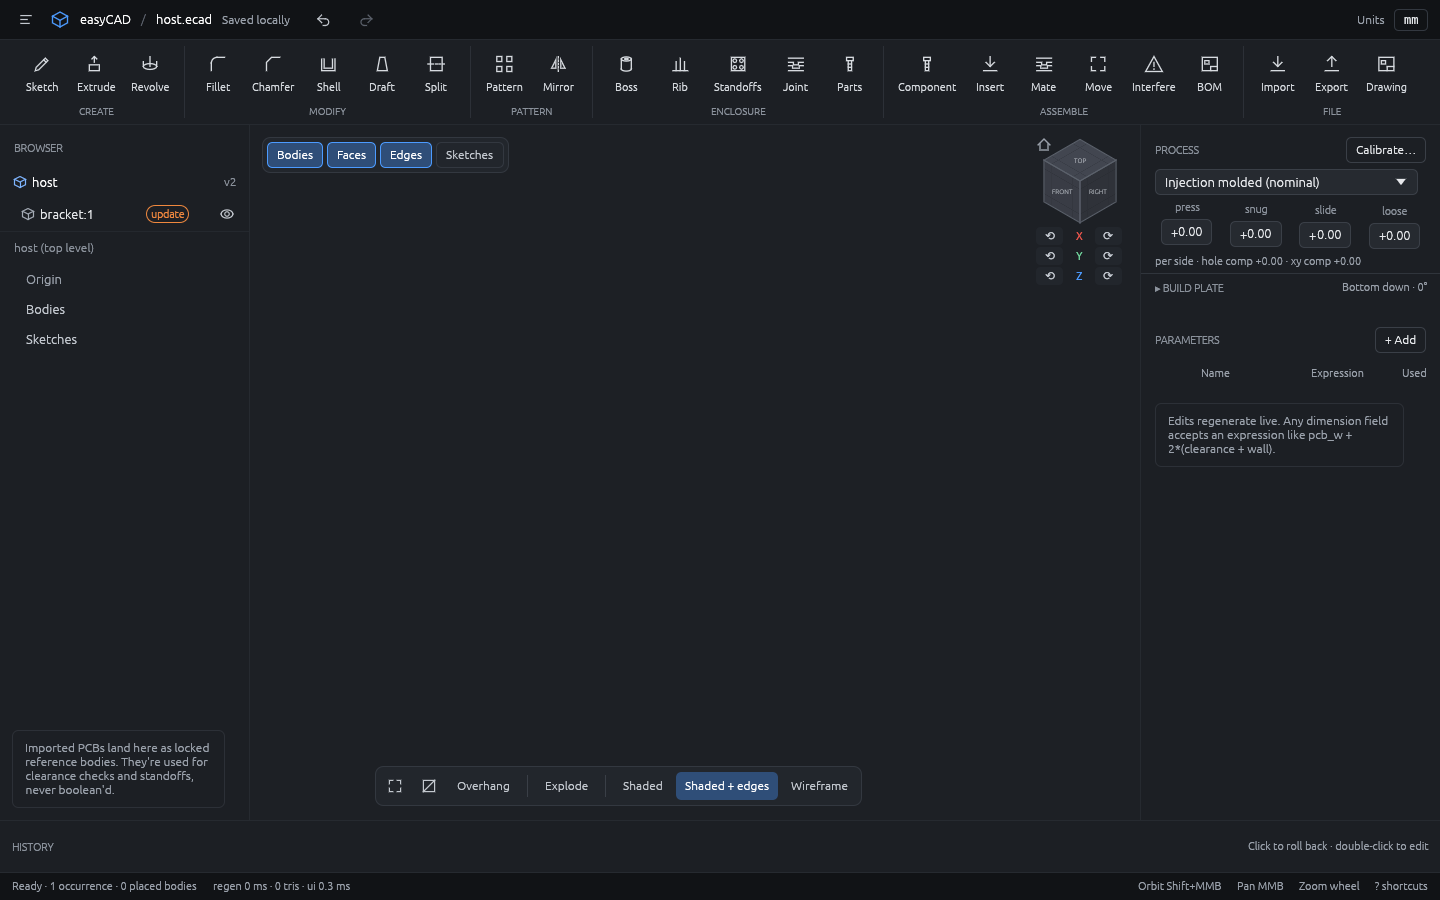 easyCAD / host.ecad Saved locally
Units mm
Sketch Extrude Revolve
CREATE
Fillet Chamfer Shell Draft Split
MODIFY
Pattern Mirror
PATTERN
Boss Rib Standoffs Joint Parts
ENCLOSURE
Component Insert Mate Move Interfere BOM
ASSEMBLE
Import Export Drawing
FILE
BROWSER
host v2
bracket:1 update
host (top level)
Origin
Bodies
Sketches
Imported PCBs land here as locked
reference bodies. They're used for
clearance checks and standoffs,
never boolean'd.
Bodies Faces Edges Sketches
TOP
FRONT RIGHT
X
Y
Z
Overhang Explode Shaded Shaded + edges Wireframe
PROCESS Calibrate...
Injection molded (nominal)
press snug slide loose
+0.00 +0.00 +0.00 +0.00
per side · hole comp +0.00 · xy comp +0.00
▸ BUILD PLATE Bottom down · 0°
PARAMETERS + Add
Name Expression Used
Edits regenerate live. Any dimension field
accepts an expression like pcb_w +
2*(clearance + wall).
HISTORY Click to roll back · double-click to edit
Ready · 1 occurrence · 0 placed bodies regen 0 ms · 0 tris · ui 0.3 ms
Orbit Shift+MMB Pan MMB Zoom wheel ? shortcuts